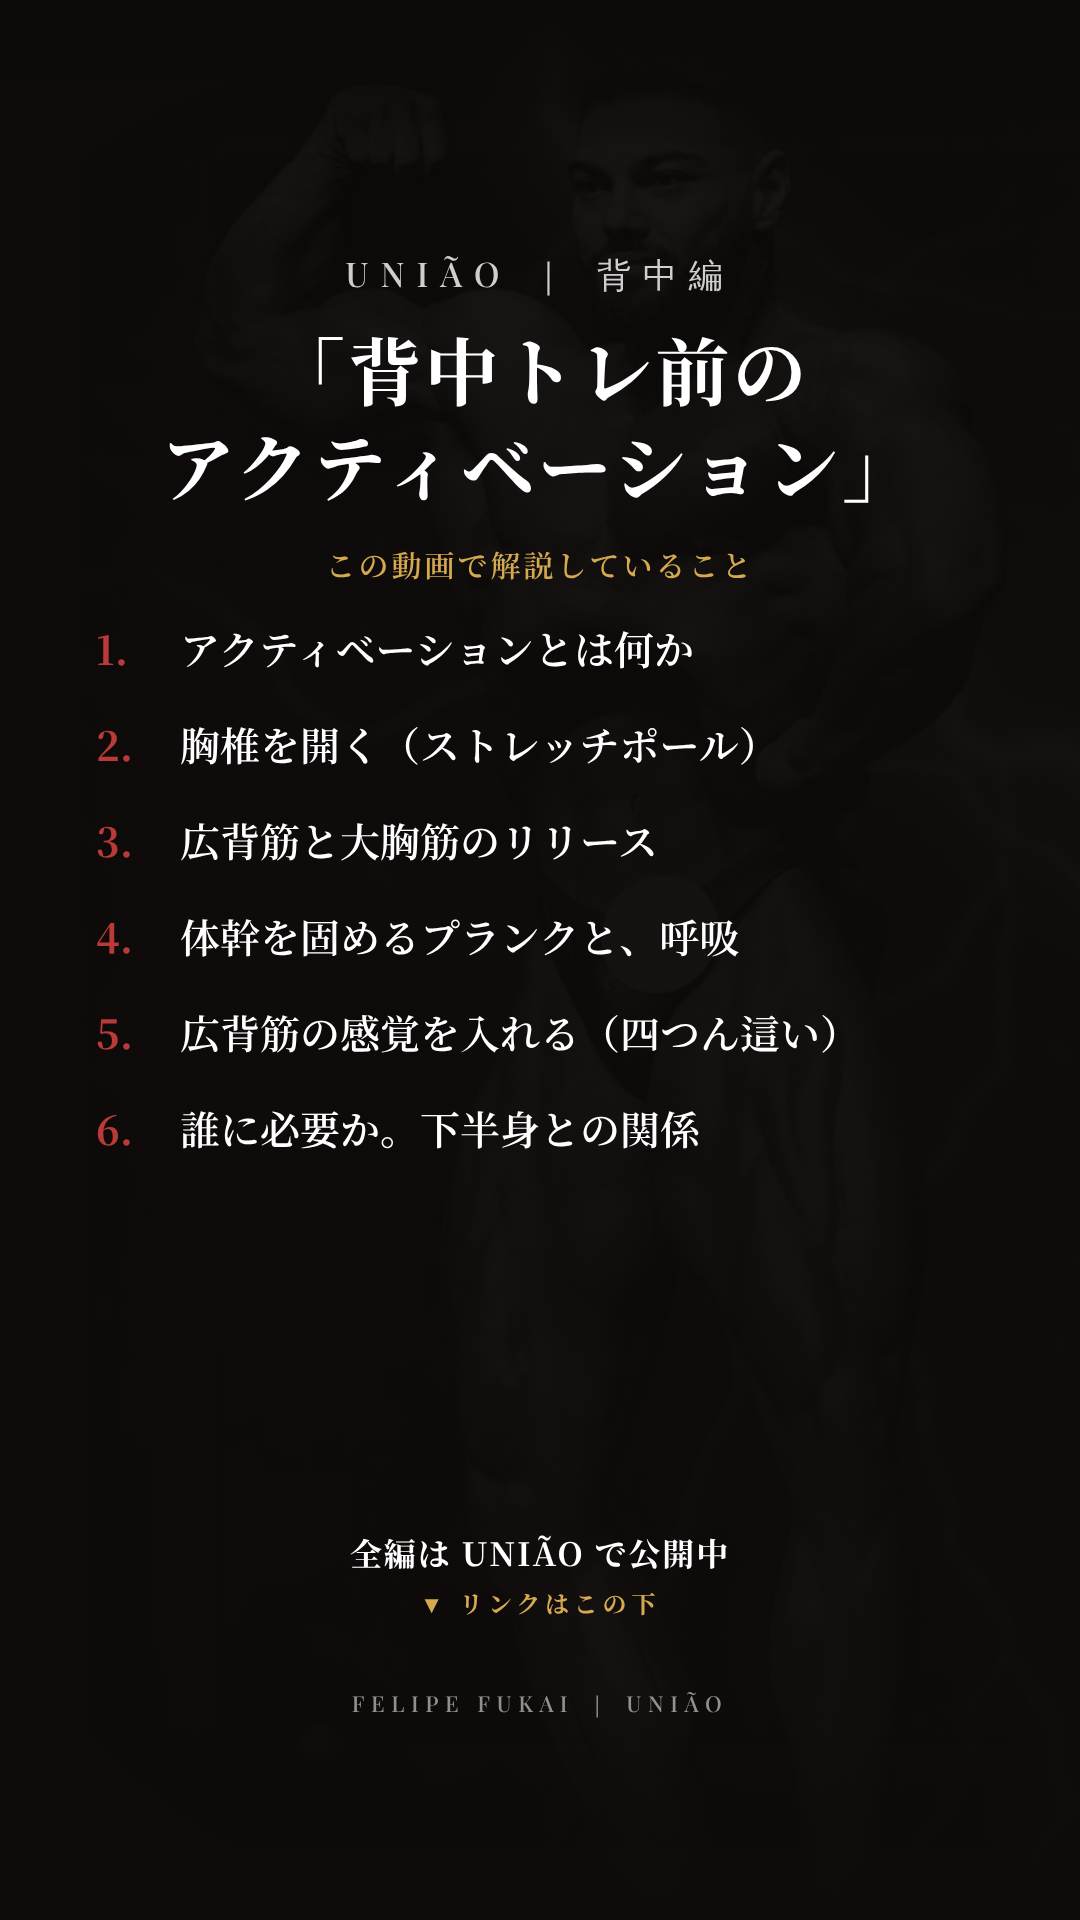 UNIÃO | 背中編
「背中トレ前の
アクティベーション」
この動画で解説していること
1. アクティベーションとは何か
2. 胸椎を開く（ストレッチポール）
3. 広背筋と大胸筋のリリース
4. 体幹を固めるプランクと、呼吸
5. 広背筋の感覚を入れる（四つん這い）
6. 誰に必要か。下半身との関係
全編は UNIÃO で公開中
▼ リンクはこの下
FELIPE FUKAI | UNIÃO